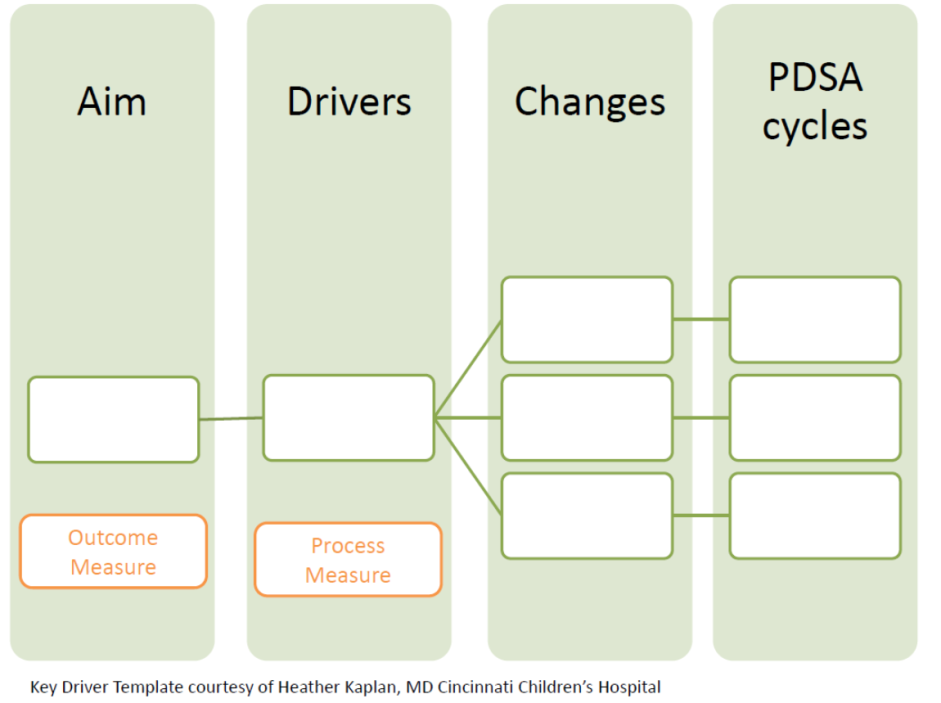 Aim
Drivers
Changes
PDSA
cycles
Outcome
Measure
Process
Measure
Key Driver Template courtesy of Heather Kaplan, MD Cincinnati Children’s Hospital